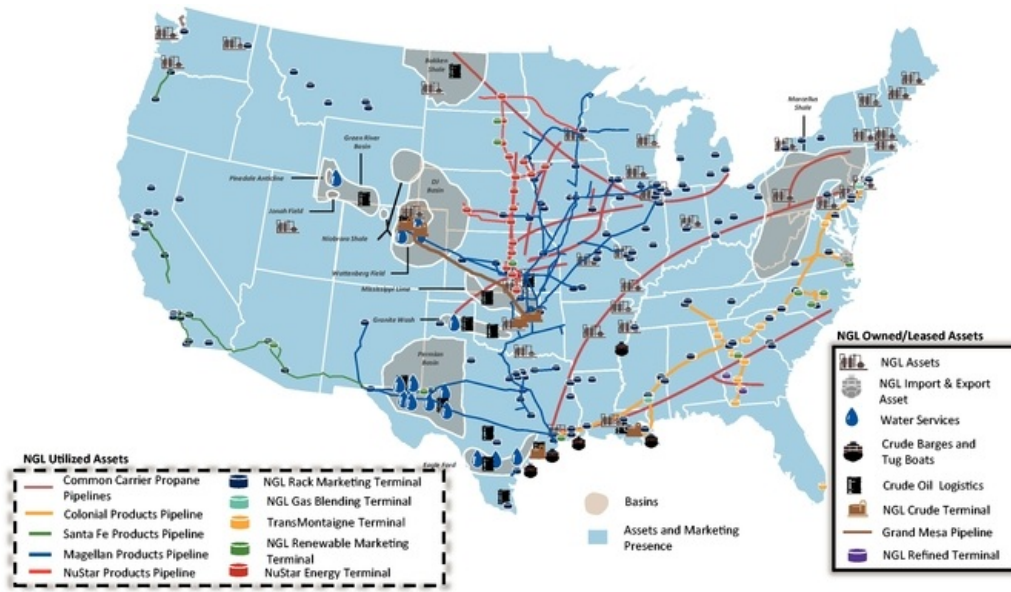 Bakken
Shale
Marcellus
Shale
Green River
Basin
Pinedale Anticline
DJ
Basin
Jonah Field
Niobrara Shale
Wattenberg Field
Mississippi Lime
Granite Wash
Permian
Basin
Eagle Ford
NGL Utilized Assets
Common Carrier Propane
Pipelines
Colonial Products Pipeline
Santa Fe Products Pipeline
Magellan Products Pipeline
NuStar Products Pipeline
NGL Rack Marketing Terminal
NGL Gas Blending Terminal
TransMontaigne Terminal
NGL Renewable Marketing
Terminal
NuStar Energy Terminal
Basins
Assets and Marketing
Presence
NGL Owned/Leased Assets
NGL Assets
NGL Import & Export
Asset
Water Services
Crude Barges and
Tug Boats
Crude Oil Logistics
NGL Crude Terminal
Grand Mesa Pipeline
NGL Refined Terminal